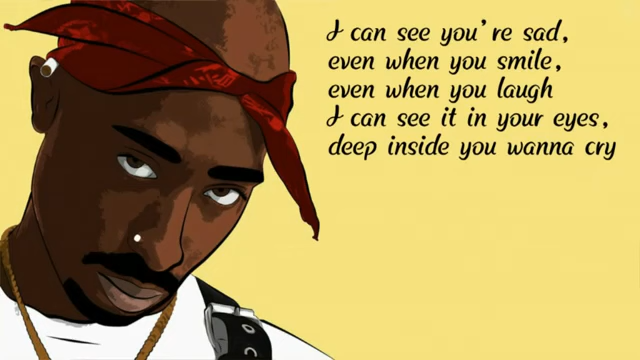 I can see you're sad,
even when you smile,
even when you laugh
I can see it in your eyes,
deep inside you wanna cry